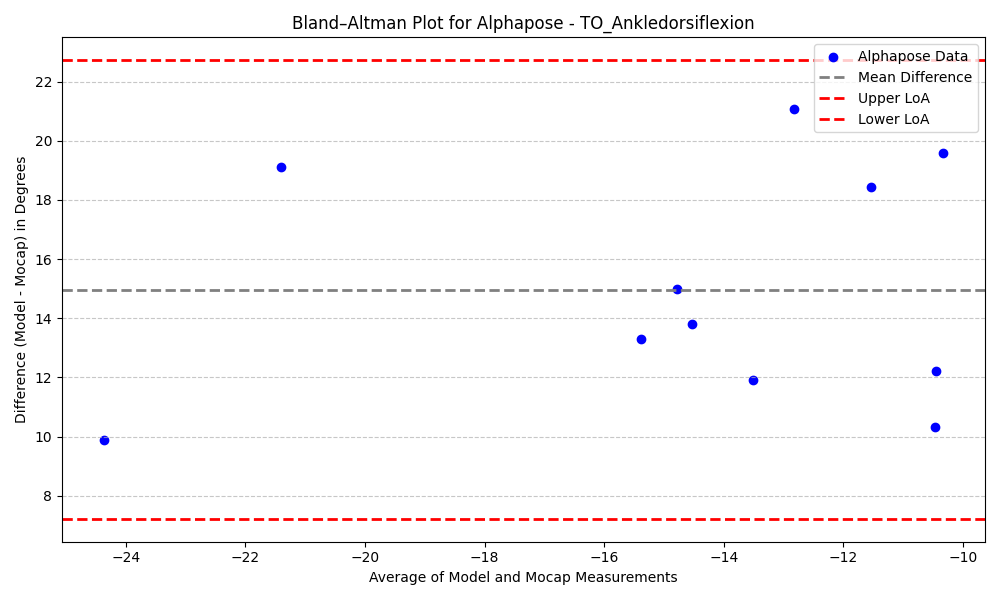 Bland–Altman Plot for Alphapose - TO_Ankledorsiflexion
Alphapose Data
Mean Difference
Upper LoA
Lower LoA
Difference (Model - Mocap) in Degrees
22
20
18
16
14
12
10
8
−24
−22
−20
−18
−16
−14
−12
−10
Average of Model and Mocap Measurements